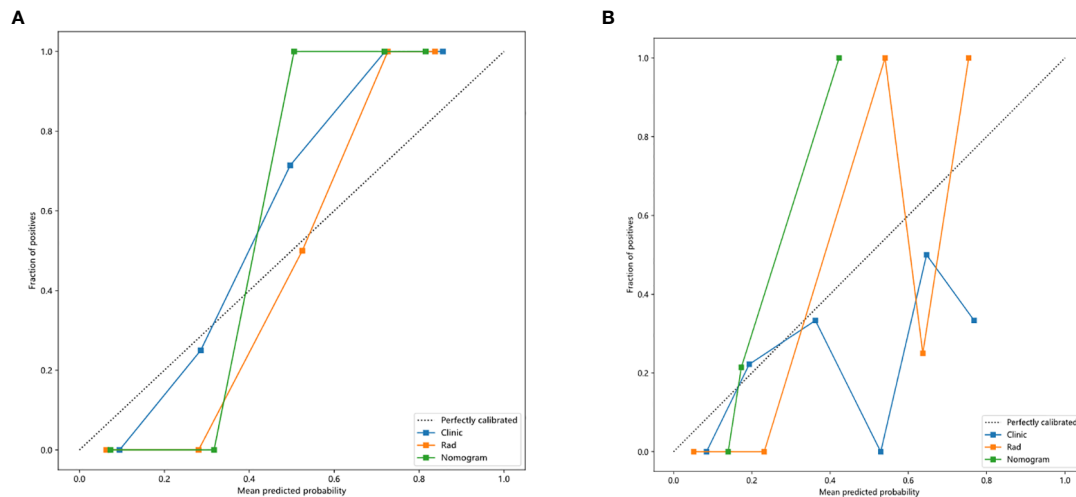 A
1.0
0.8
0.6
0.4
0.2
0.0
Fraction of positives
0.0 0.2 0.4 0.6 0.8 1.0
Mean predicted probability
Perfectly calibrated
Clinic
Rad
Nomogram
B
1.0
0.8
0.6
0.4
0.2
0.0
Fraction of positives
0.0 0.2 0.4 0.6 0.8 1.0
Mean predicted probability
Perfectly calibrated
Clinic
Rad
Nomogram